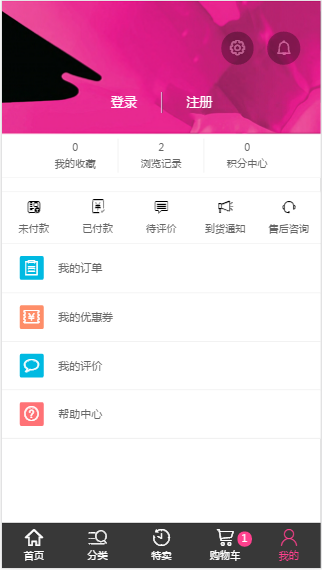 登录 注册
0 2 0
我的收藏 浏览记录 积分中心
未付款 已付款 待评价 到货通知 售后咨询
我的订单
我的优惠券
我的评价
帮助中心
1
首页 分类 特卖 购物车 我的